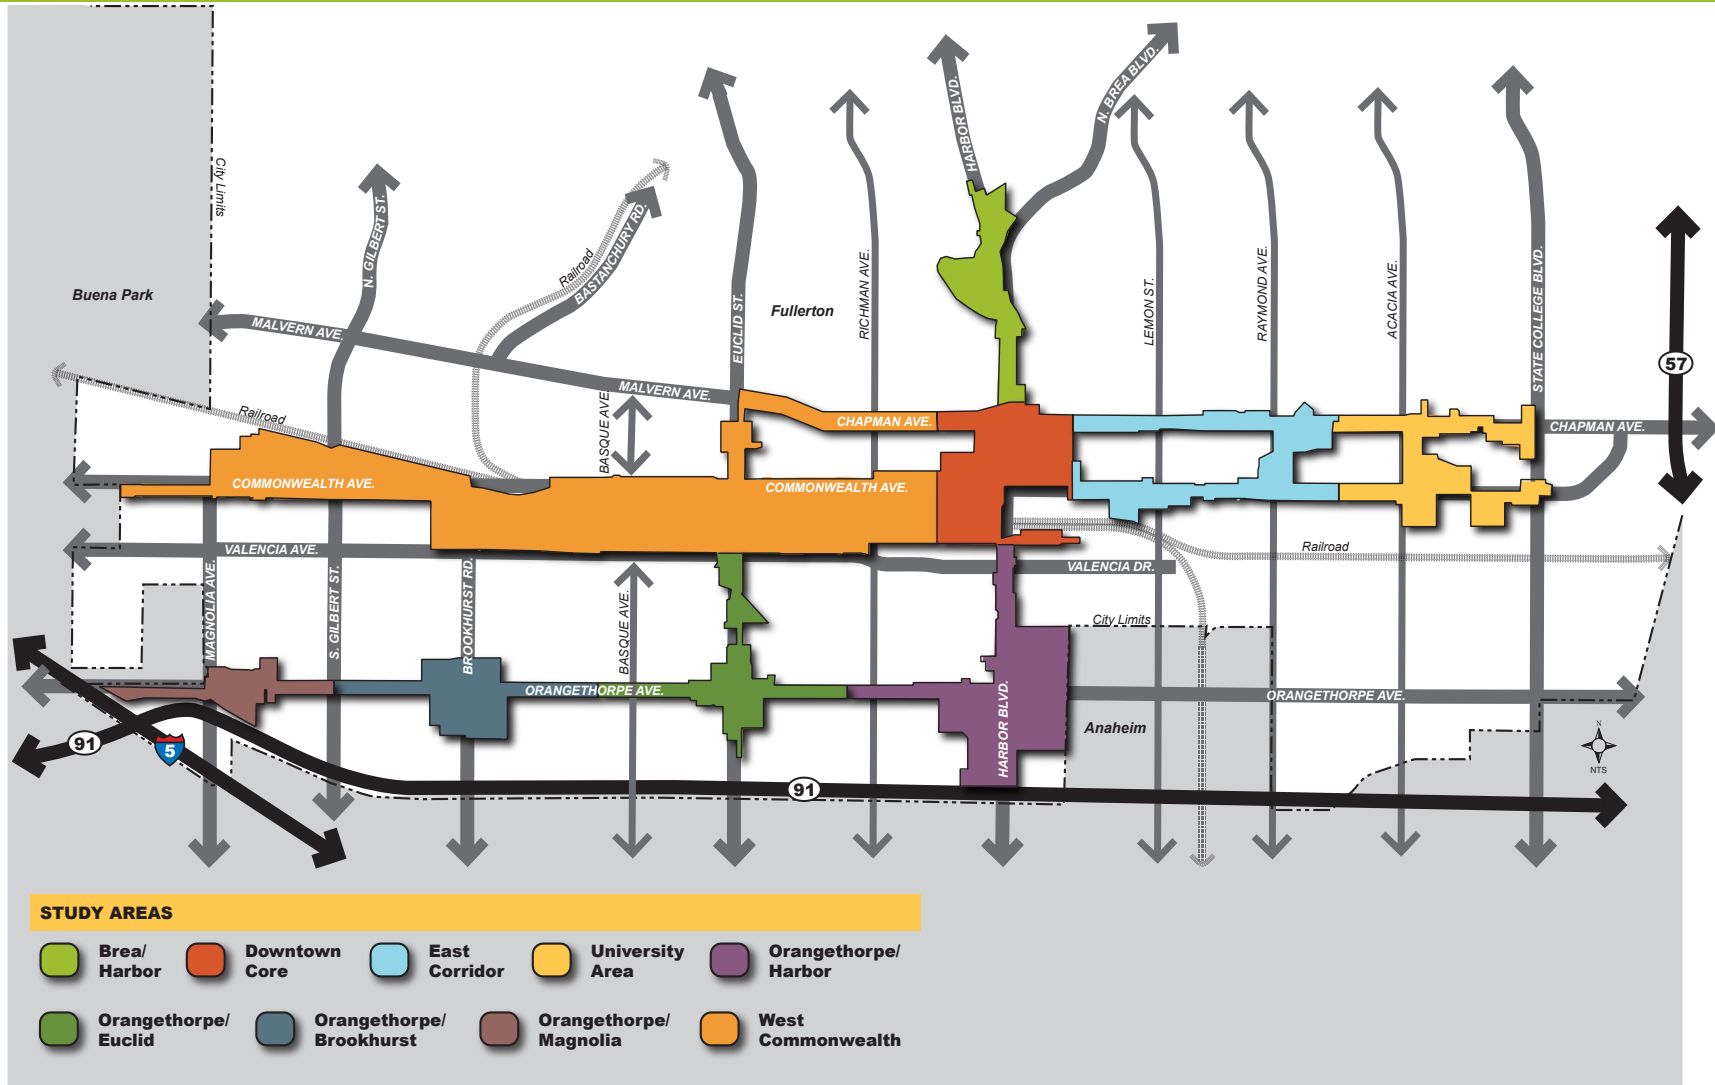 HARBOR BLVD.
N. BREA BLVD.
City Limits
N. GILBERT ST.
Railroad
BASTANCHURY RD.
Buena Park
MALVERN AVE.
EUCLID ST.
Fullerton
RICHMAN AVE.
LEMON ST.
RAYMOND AVE.
ACACIA AVE.
STATE COLLEGE BLVD.
57
MALVERN AVE.
Railroad
BASQUE AVE.
CHAPMAN AVE.
CHAPMAN AVE.
COMMONWEALTH AVE.
COMMONWEALTH AVE.
VALENCIA AVE.
Railroad
VALENCIA DR.
MAGNOLIA AVE.
S. GILBERT ST.
BROOKHURST RD.
BASQUE AVE.
City Limits
ORANGETHORPE AVE.
ORANGETHORPE AVE.
HARBOR BLVD.
Anaheim
91
5
91
N
NTS
STUDY AREAS
Brea/
Harbor
Downtown
Core
East
Corridor
University
Area
Orangethorpe/
Harbor
Orangethorpe/
Euclid
Orangethorpe/
Brookhurst
Orangethorpe/
Magnolia
West
Commonwealth